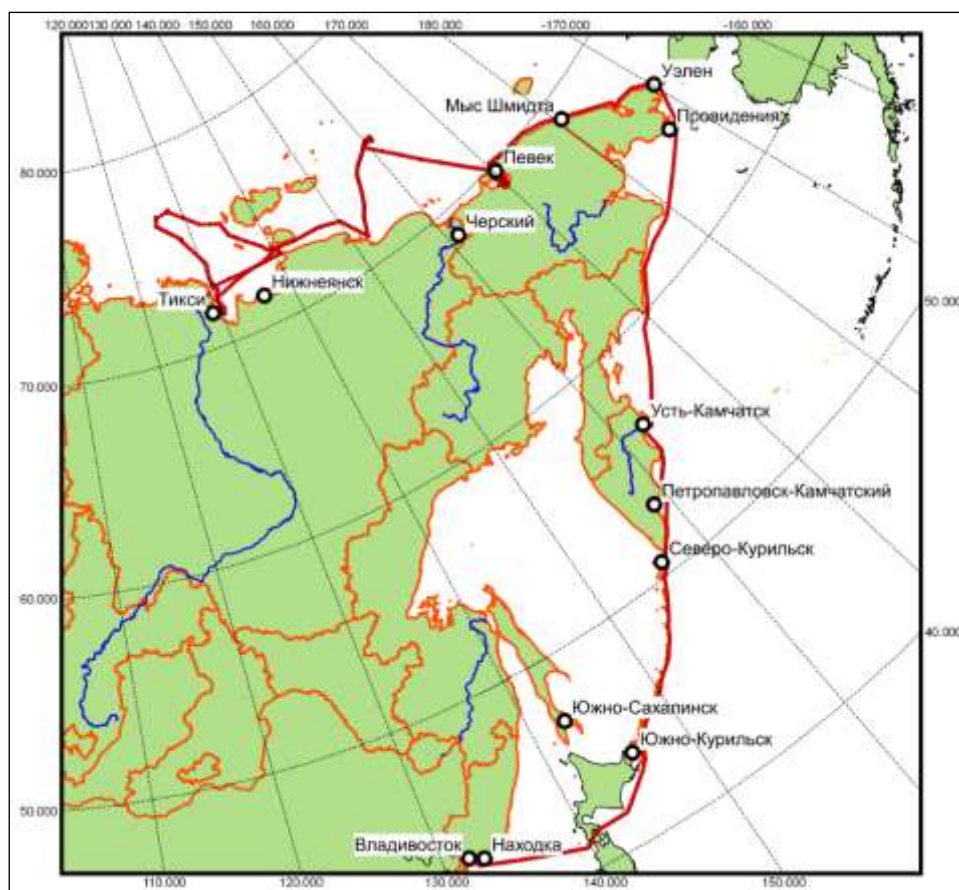 120.000 130.000 140.000 150.000 160.000 170.000 180.000 -170.000 -160.000
Уэлен
Мыс Шмидта
Провидения
Певек
80.000
Черский
Нижнеянск
Тикси
50.000
70.000
Усть-Камчатск
Петропавловск-Камчатский
Северо-Курильск
60.000
40.000
Южно-Сахалинск
Южно-Курильск
50.000
Владивосток
Находка
110.000 120.000 130.000 140.000 150.000